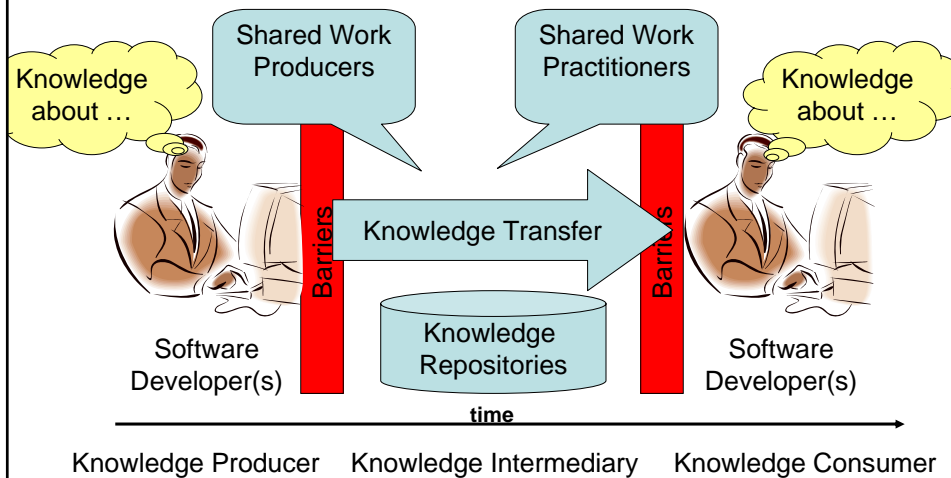 Shared Work
Producers
Shared Work
Practitioners
Knowledge
about …
Knowledge
about …
Barriers
Knowledge Transfer
Barriers
Knowledge
Repositories
Software
Developer(s)
Software
Developer(s)
time
Knowledge Producer
Knowledge Intermediary
Knowledge Consumer